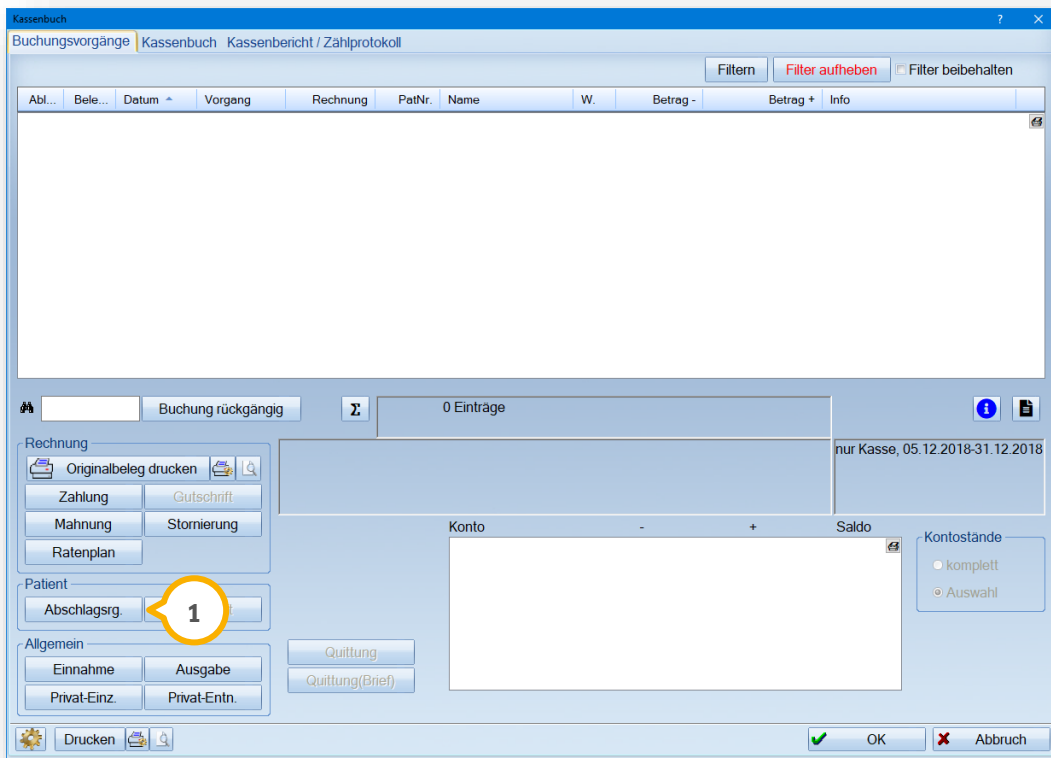 Kassenbuch ? ×
Buchungsvorgänge Kassenbuch Kassenbericht / Zählprotokoll
Filtern Filter aufheben Filter beibehalten
Abl... Bele... Datum Vorgang Rechnung PatNr. Name W. Betrag - Betrag + Info
Buchung rückgängig Σ 0 Einträge i
Rechnung
nur Kasse, 05.12.2018-31.12.2018
Originalbeleg drucken
Zahlung Gutschrift
Mahnung Stornierung
Ratenplan
Konto - + Saldo
Kontostände
komplett
Auswahl
Patient
Abschlagsrg. 1
Allgemein
Einnahme Ausgabe
Privat-Einz. Privat-Entn.
Quittung
Quittung(Brief)
Drucken OK Abbruch